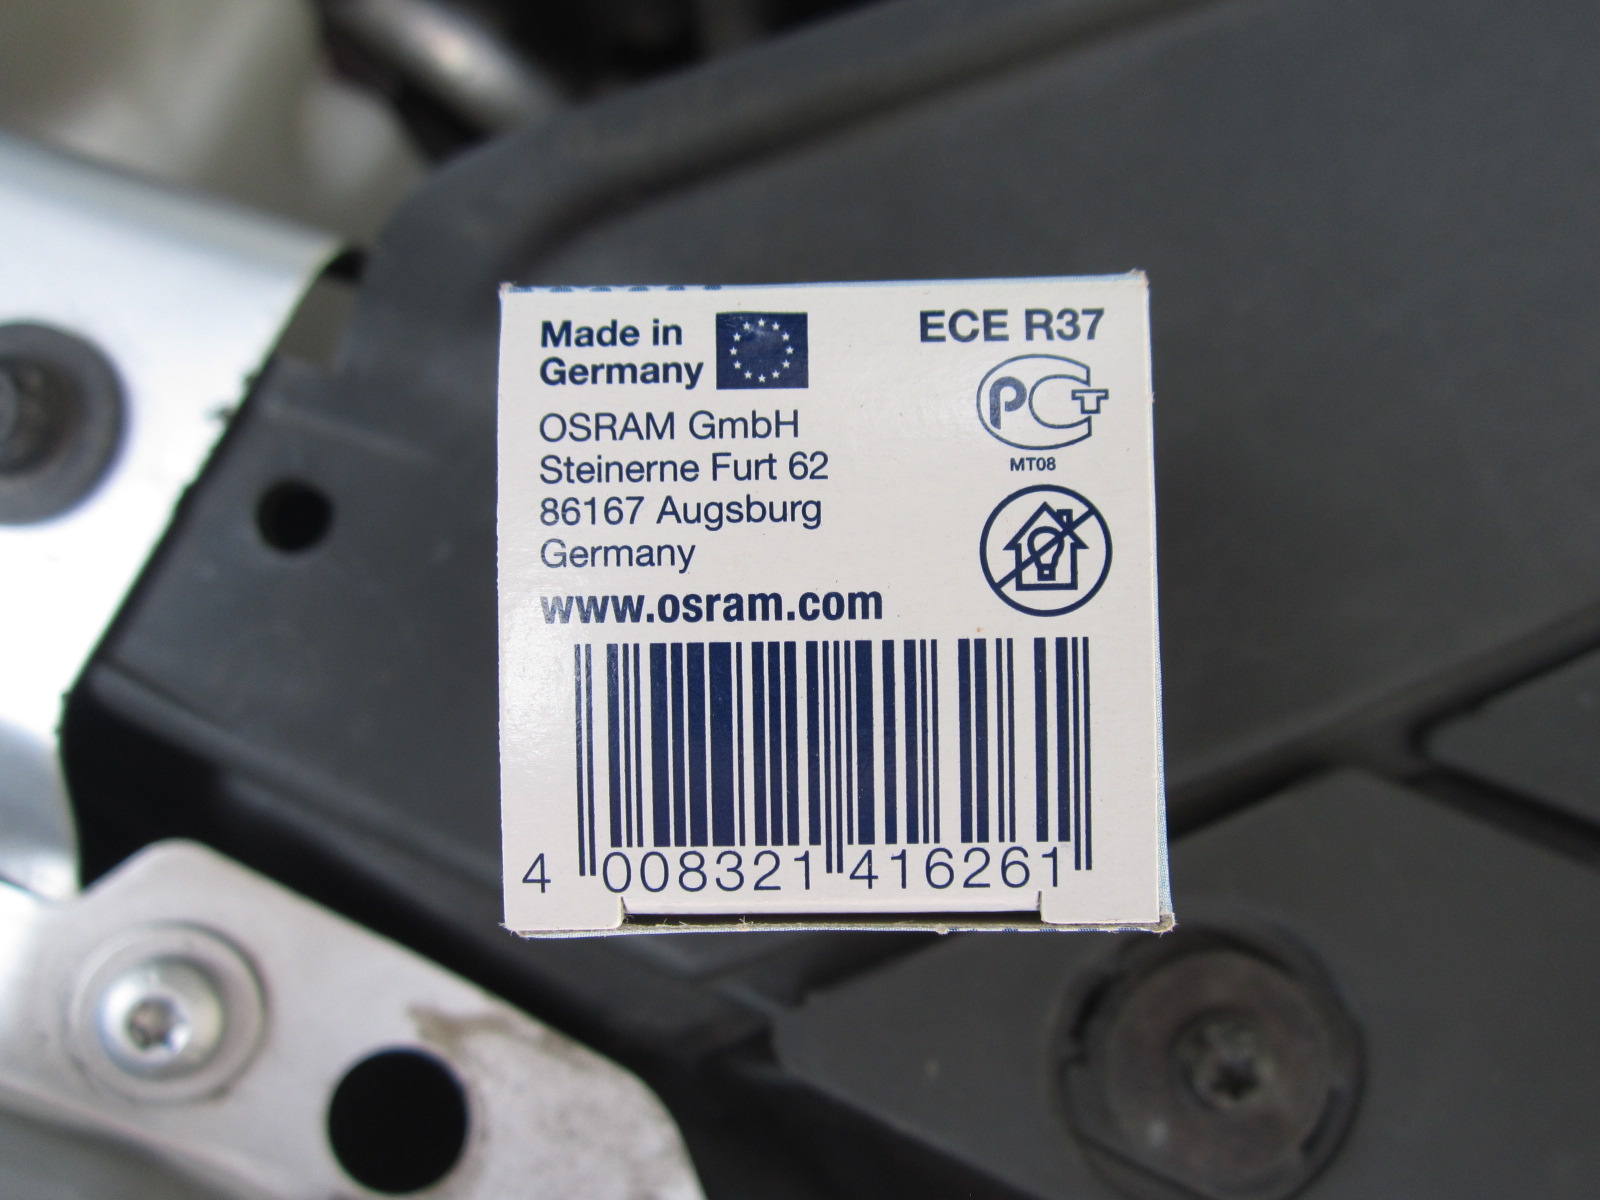 Made in
Germany
OSRAM GmbH
Steinerne Furt 62
86167 Augsburg
Germany
www.osram.com
ECE R37
РСТ
MT08
4 008321 416261